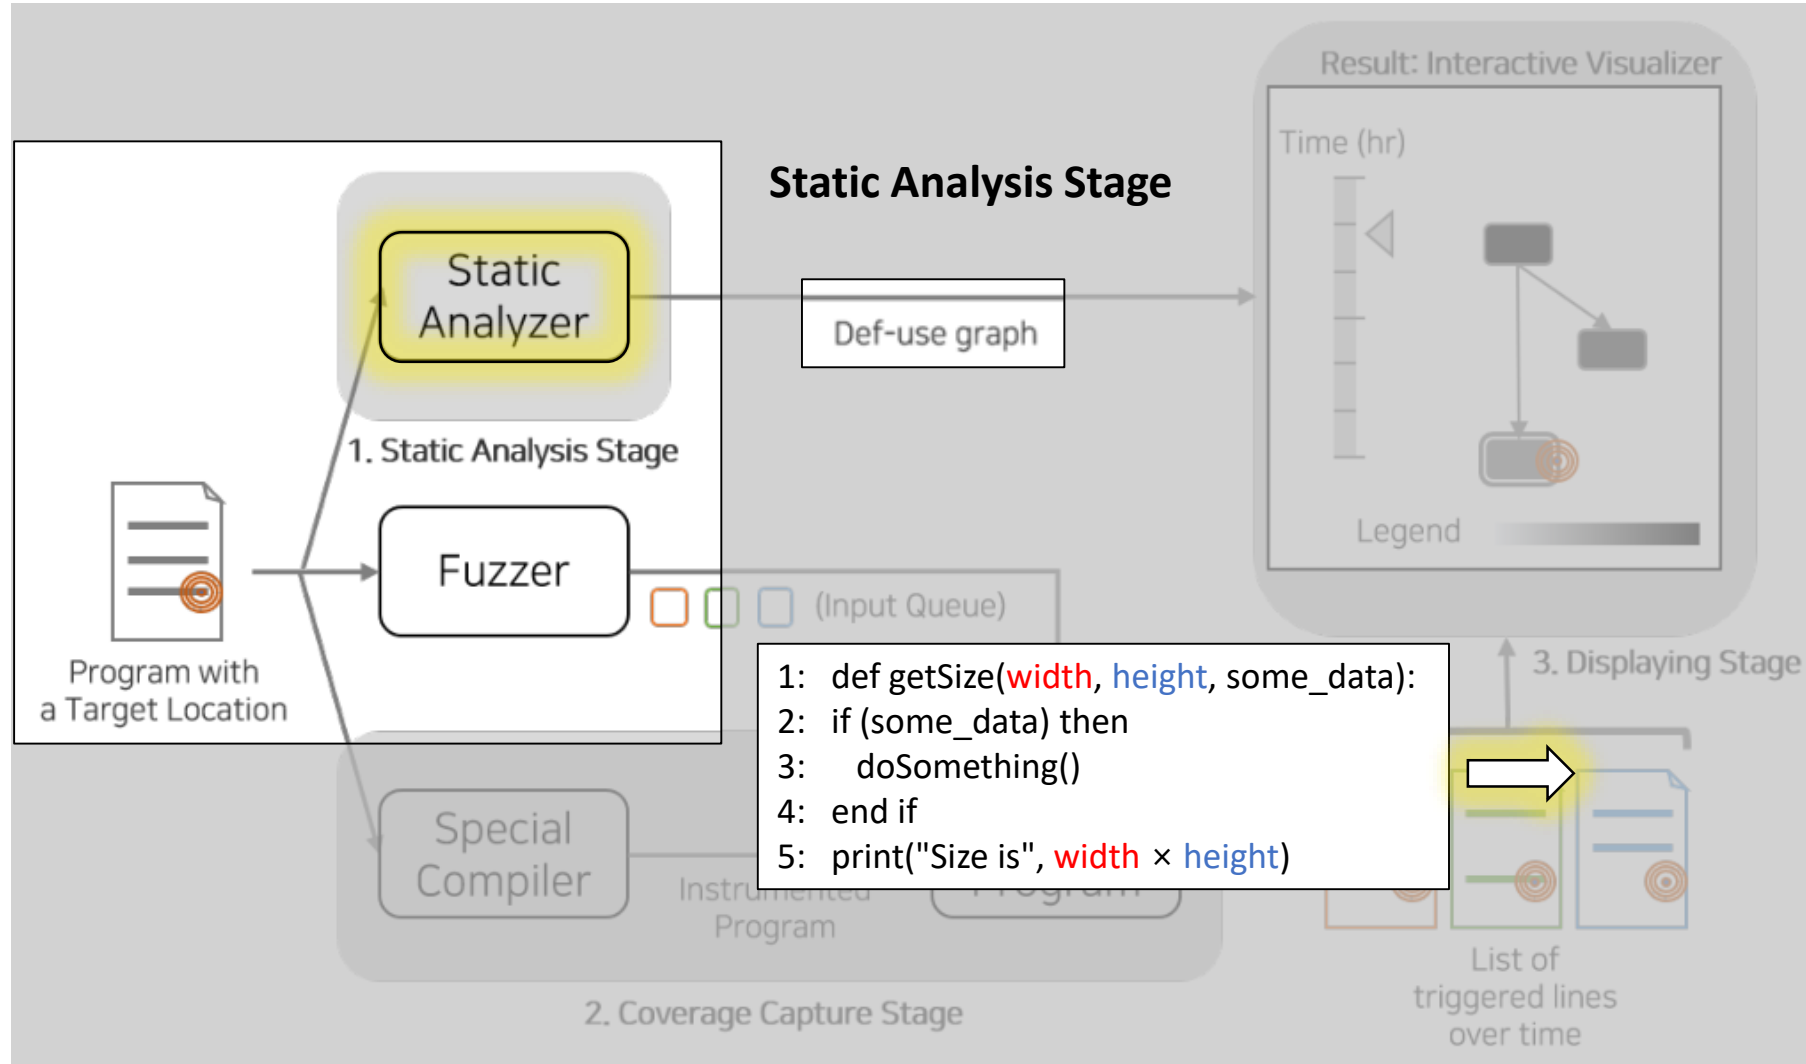 Result: Interactive Visualizer
Time (hr)
Static Analysis Stage
Static
Analyzer
Def-use graph
1. Static Analysis Stage
Legend
Fuzzer
(Input Queue)
Program with
a Target Location
3. Displaying Stage
1: def getSize(width, height, some_data):
2: if (some_data) then
3: doSomething()
4: end if
5: print("Size is", width × height)
Special
Compiler
Instrumented
Program
Program
List of
triggered lines
over time
2. Coverage Capture Stage